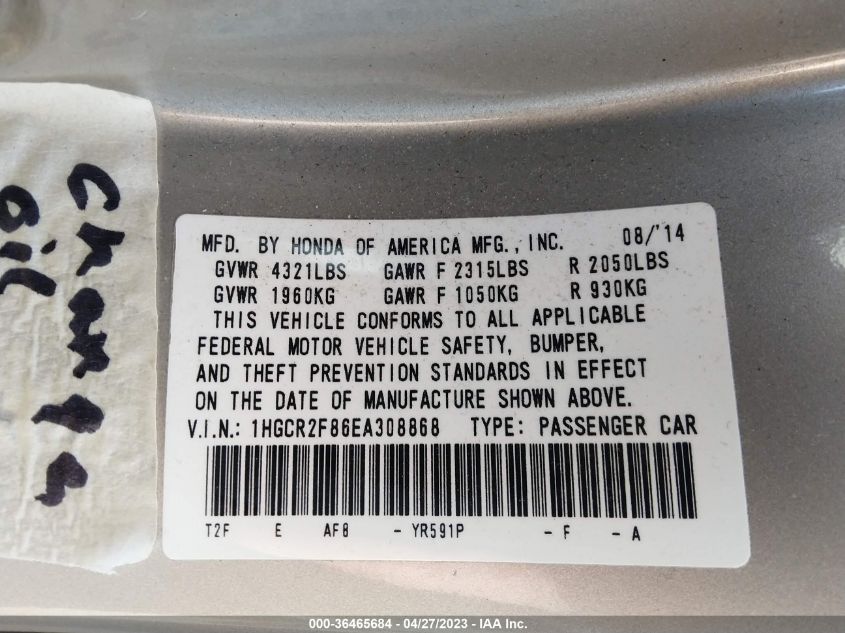 change
oil
MFD. BY HONDA OF AMERICA MFG., INC. 08/'14
GVWR 4321LBS GAWR F 2315LBS R 2050LBS
GVWR 1960KG GAWR F 1050KG R 930KG
THIS VEHICLE CONFORMS TO ALL APPLICABLE
FEDERAL MOTOR VEHICLE SAFETY, BUMPER,
AND THEFT PREVENTION STANDARDS IN EFFECT
ON THE DATE OF MANUFACTURE SHOWN ABOVE.
V.I.N.: 1HGCR2F86EA308868 TYPE: PASSENGER CAR
T2F E AF8 - YR591P - F - A
000-36465684 - 04/27/2023 - IAA Inc.